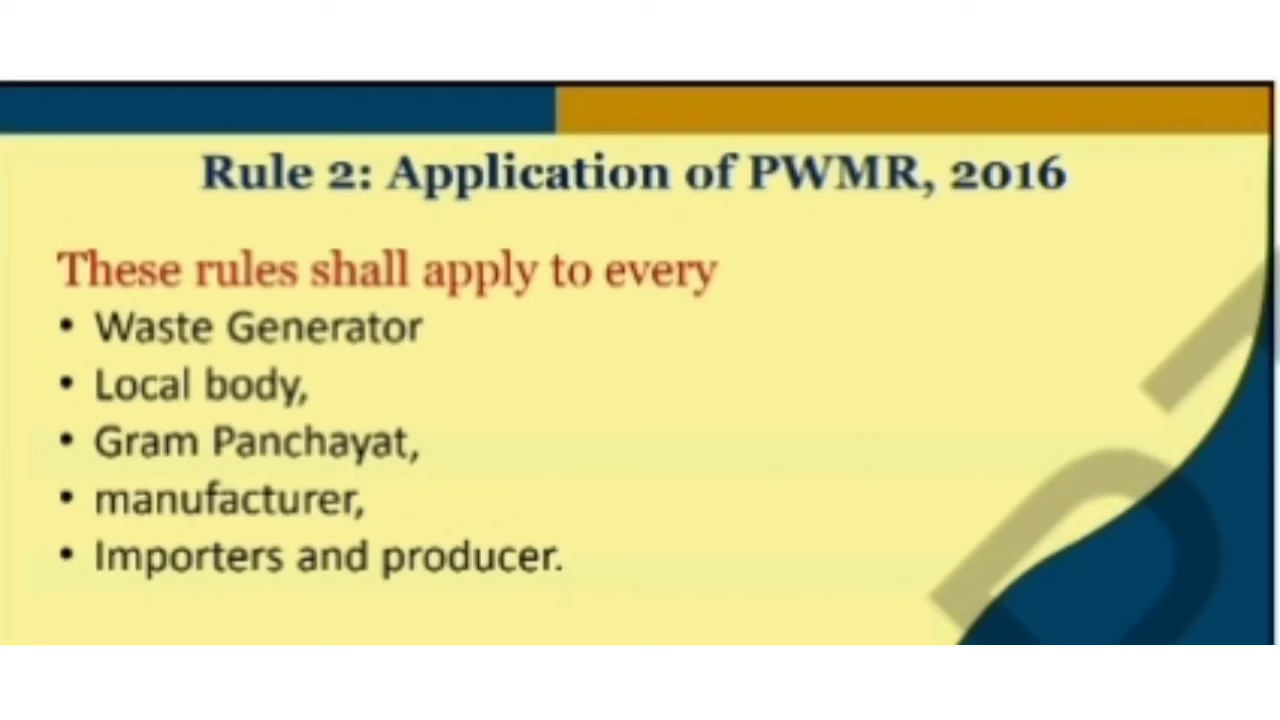 Rule 2: Application of PWMR, 2016
These rules shall apply to every
• Waste Generator
• Local body,
• Gram Panchayat,
• manufacturer,
• Importers and producer.